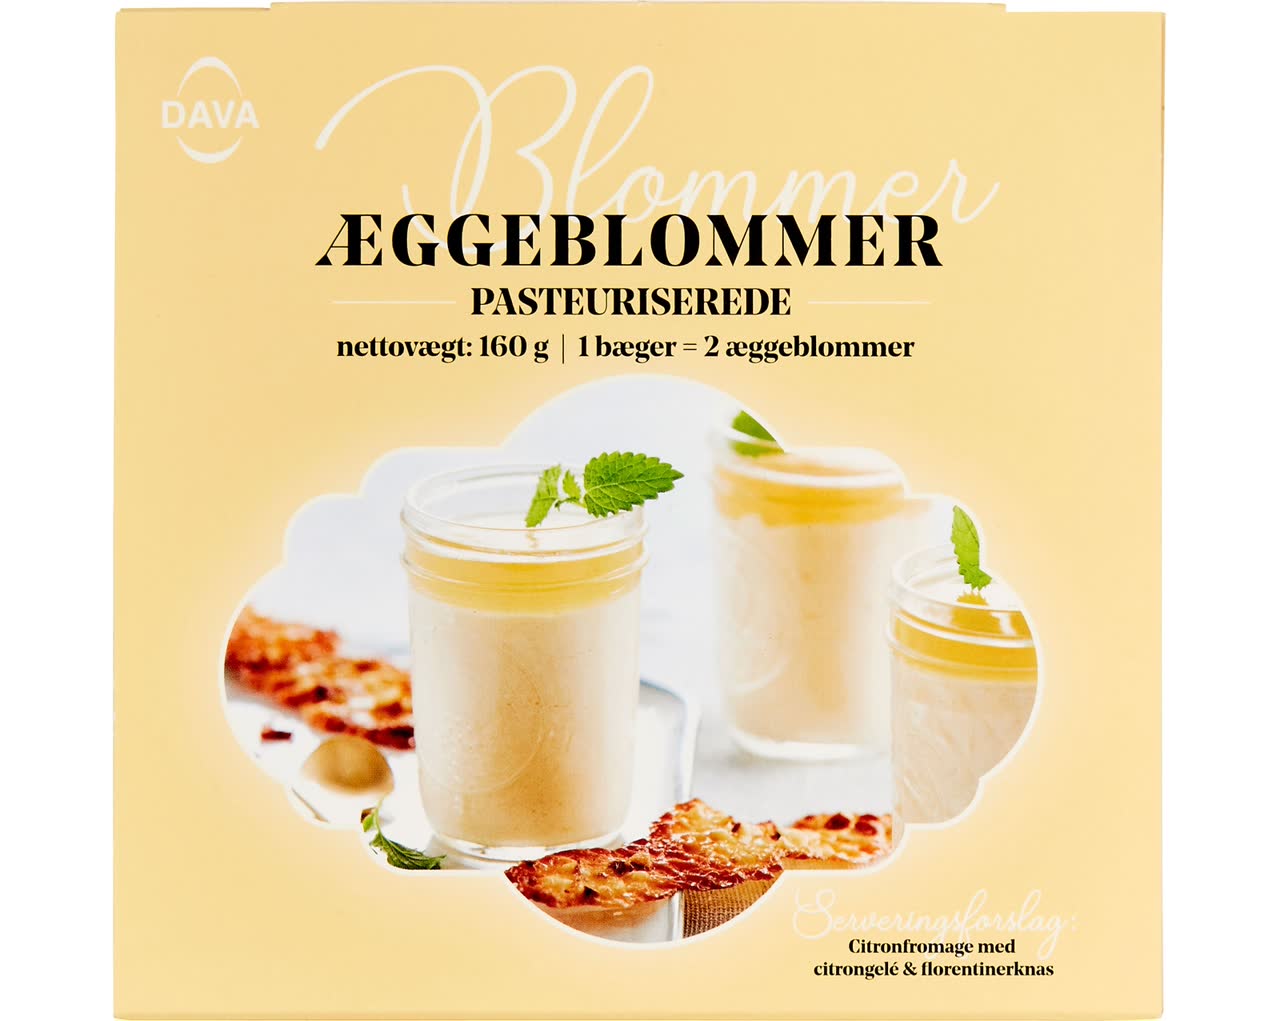 DAVA
Blommer
ÆGGEBLOMMER
PASTEURISEREDE
nettovægt: 160 g | 1 bæger = 2 æggeblommer
Serveringsforslag:
Citronfromage med
citrongelé & florentinerknas